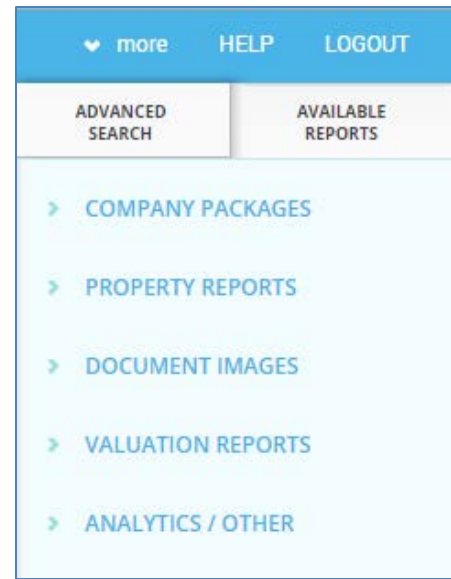 more HELP LOGOUT
ADVANCED SEARCH
AVAILABLE REPORTS
COMPANY PACKAGES
PROPERTY REPORTS
DOCUMENT IMAGES
VALUATION REPORTS
ANALYTICS / OTHER